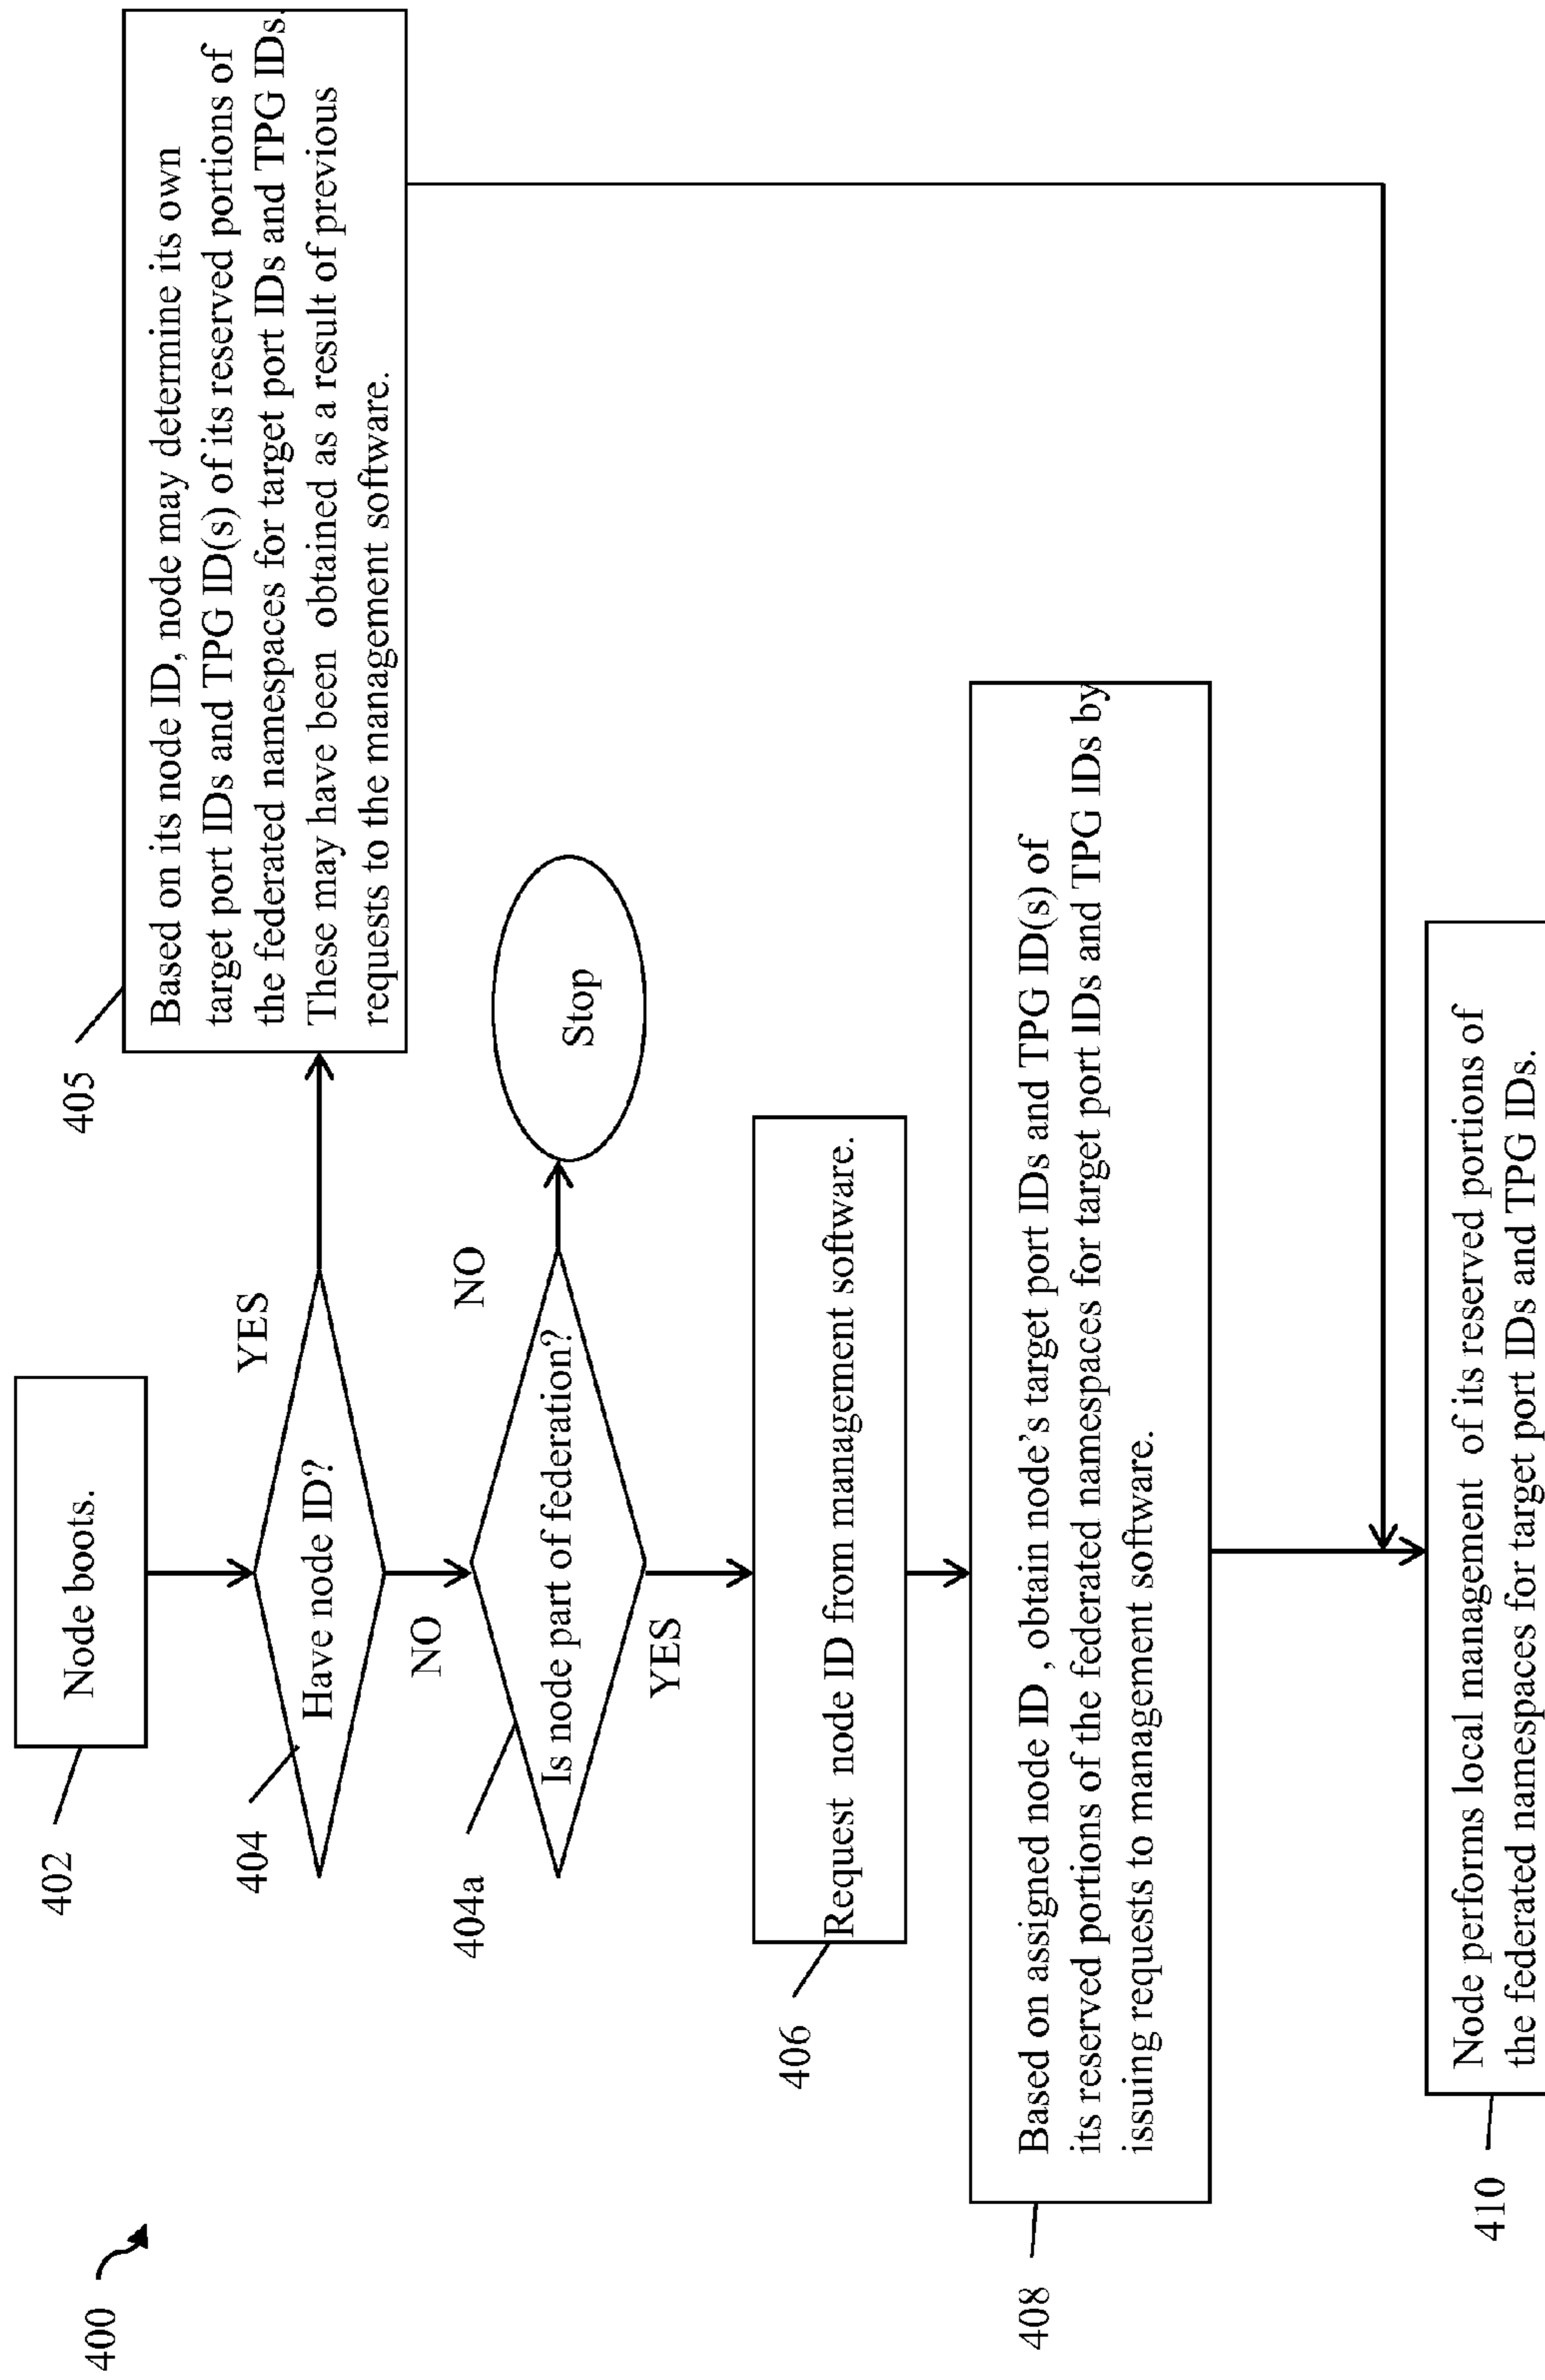 400
402
Node boots.
404
Have node ID?
YES
405
Based on its node ID, node may determine its own
target port IDs and TPG ID(s) of its reserved portions of
the federated namespaces for target port IDs and TPG IDs.
These may have been obtained as a result of previous
requests to the management software.
NO
404a
Is node part of federation?
NO
Stop
YES
406
Request node ID from management software.
408
Based on assigned node ID , obtain node's target port IDs and TPG ID(s) of
its reserved portions of the federated namespaces for target port IDs and TPG IDs by
issuing requests to management software.
410
Node performs local management of its reserved portions of
the federated namespaces for target port IDs and TPG IDs.